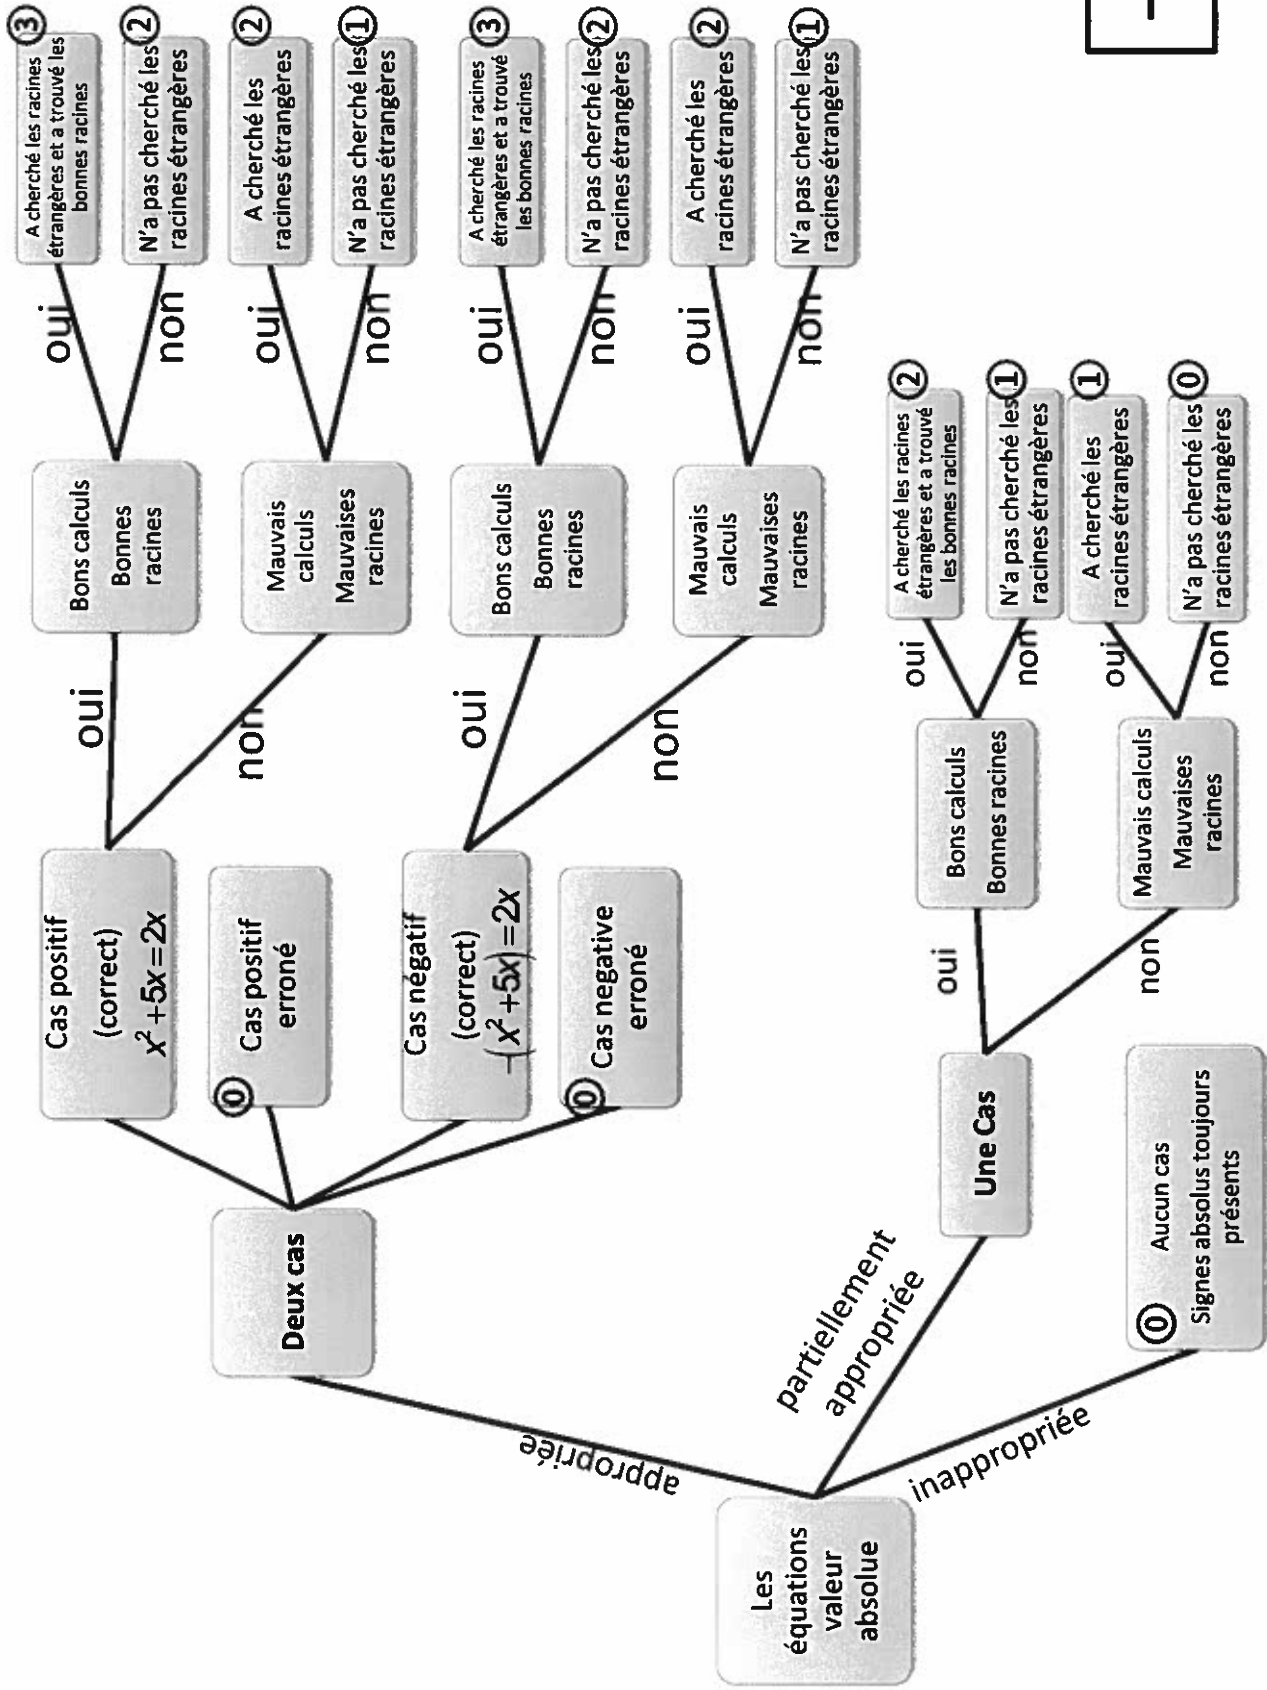 Les
équations
valeur
absolue
appropriée
partiellement
appropriée
inappropriée
Deux cas
Cas positif
(correct)
x² + 5x = 2x
oui
Bons calculs
Bonnes
racines
oui
A cherché les racines
étrangères et a trouvé les
bonnes racines
3
non
N'a pas cherché les
racines étrangères
2
non
Mauvais
calculs
Mauvaises
racines
oui
A cherché les
racines étrangères
2
non
N'a pas cherché les
racines étrangères
1
0
Cas positif
erroné
Cas négatif
(correct)
-(x² + 5x) = 2x
oui
Bons calculs
Bonnes
racines
oui
A cherché les racines
étrangères et a trouvé
les bonnes racines
3
non
N'a pas cherché les
racines étrangères
2
non
Mauvais
calculs
Mauvaises
racines
oui
A cherché les
racines étrangères
2
non
N'a pas cherché les
racines étrangères
1
0
Cas negative
erroné
Une Cas
oui
Bons calculs
Bonnes racines
oui
A cherché les racines
étrangères et a trouvé
les bonnes racines
2
non
N'a pas cherché les
racines étrangères
1
non
Mauvais calculs
Mauvaises
racines
oui
A cherché les
racines étrangères
1
non
N'a pas cherché les
racines étrangères
0
0
Aucun cas
Signes absolus toujours
présents